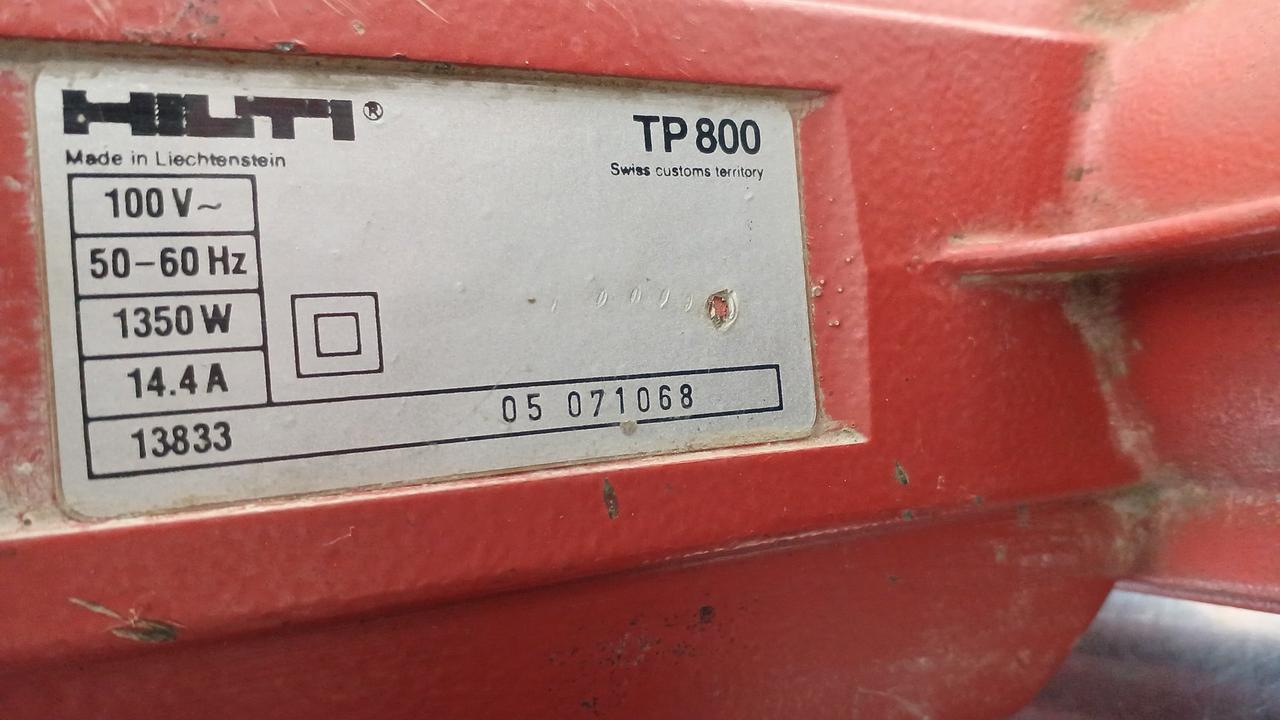 HILTI®
TP 800
Made in Liechtenstein
Swiss customs territory
100 V~
50-60 Hz
1350 W
14.4 A
13833
05 071068